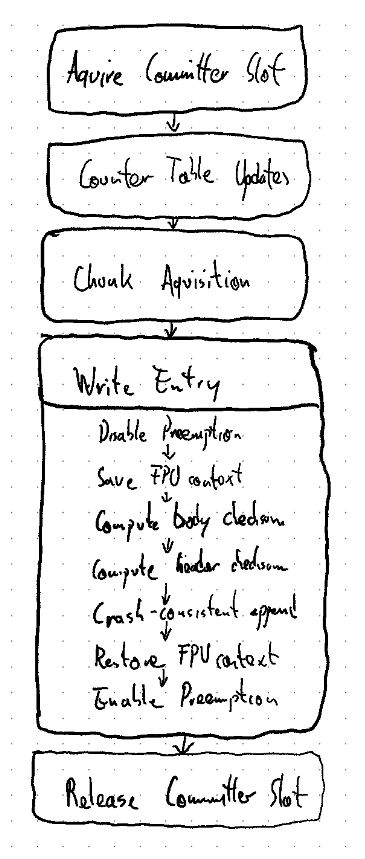 Aquire Committer Slot
Counter Table Updates
Chunk Aquisition
Write Entry
Disable Preemption
Save FPU context
Compute body checksum
Compute header checksum
Crash-consistent append
Restore FPU context
Enable Preemption
Release Committer Slot